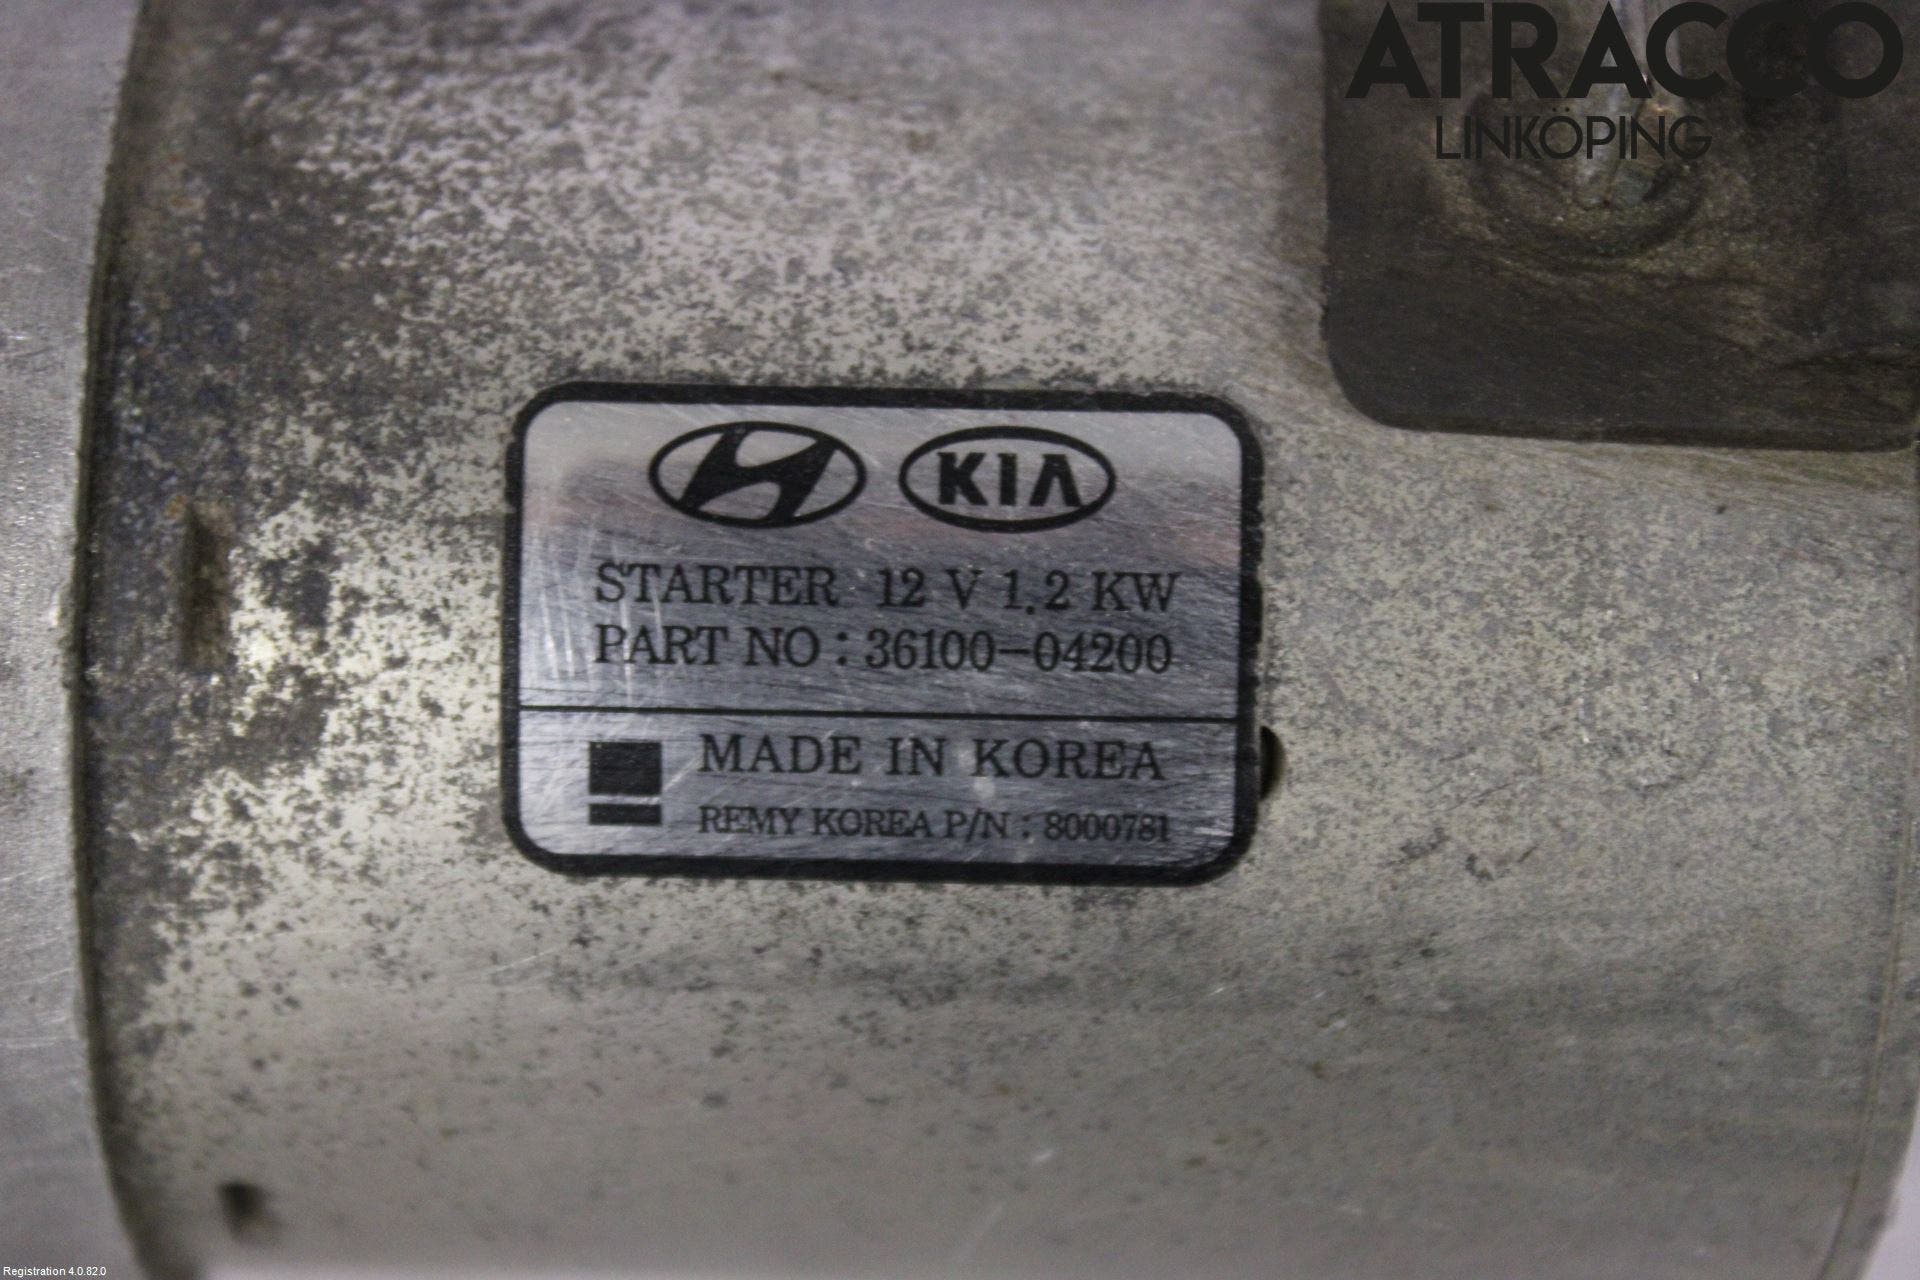 ATRACCO
LINKÖPING
KIA
STARTER 12 V 1.2 KW
PART NO : 36100-04200
MADE IN KOREA
REMY KOREA P/N : 8000781
Registration 4.0.82.0